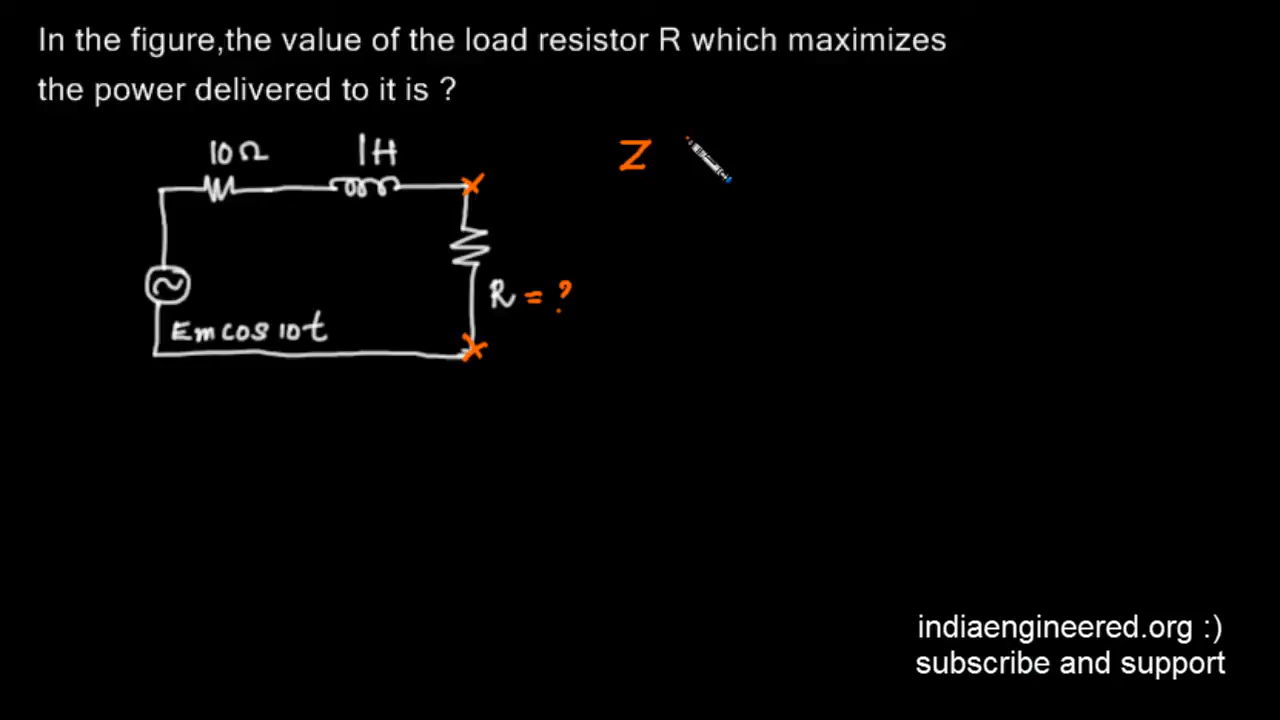 In the figure,the value of the load resistor R which maximizes
the power delivered to it is ?
10Ω 1H
Z
R = ?
Em cos 10t
indiaengineered.org :)
subscribe and support